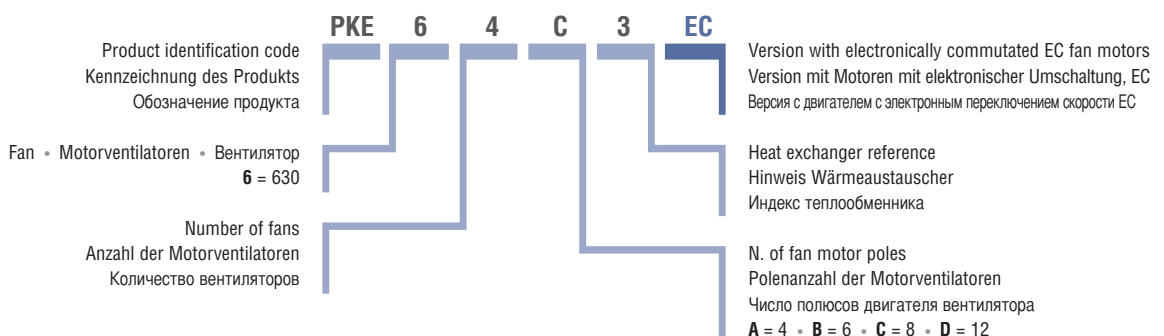 PKE 6 4 C 3 EC
Product identification code
Kennzeichnung des Produkts
Обозначение продукта
Fan • Motorventilatoren • Вентилятор
6 = 630
Number of fans
Anzahl der Motorventilatoren
Количество вентиляторов
Version with electronically commutated EC fan motors
Version mit Motoren mit elektronischer Umschaltung, EC
Версия с двигателем с электронным переключением скорости EC
Heat exchanger reference
Hinweis Wärmeaustauscher
Индекс теплообменника
N. of fan motor poles
Polenanzahl der Motorventilatoren
Число полюсов двигателя вентилятора
A = 4 • B = 6 • C = 8 • D = 12